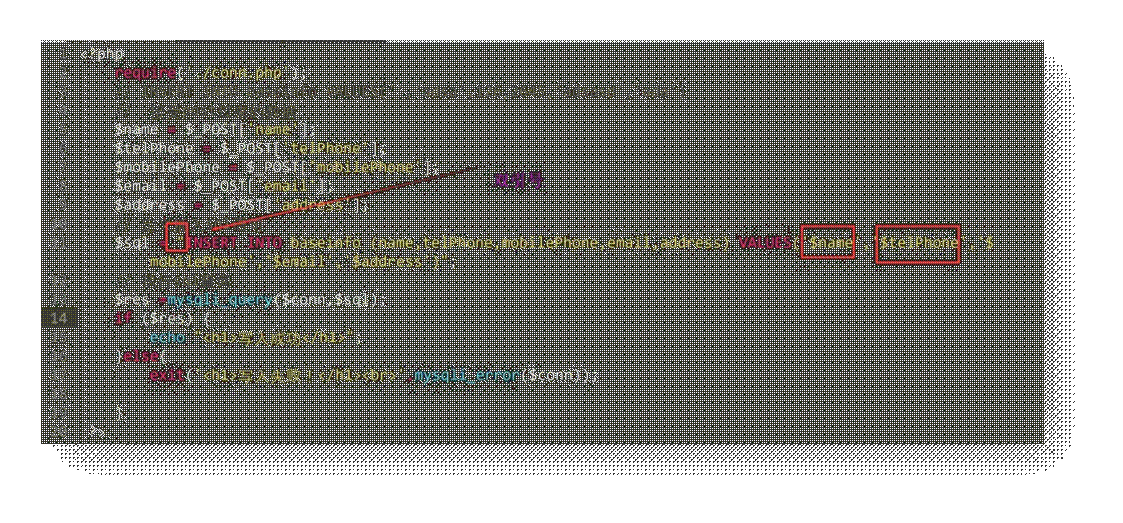 <?php
require('../conn.php');
$name = $_POST['name'];
$telPhone = $_POST['telPhone'];
$mobilePhone = $_POST['mobilePhone'];
双引号
$email = $_POST['email'];
$address = $_POST['address'];
$sql = "INSERT INTO baseinfo (name,telPhone,mobilePhone,email,address) VALUES('$name','$telPhone','$
mobilePhone','$email','$address')";
$res =mysqli_query($conn,$sql);
14 if ($res) {
echo "<h1>写入成功</h1>";
}else{
exit("<h1>写入失败!</h1><br>".mysqli_error($conn));
};
?>